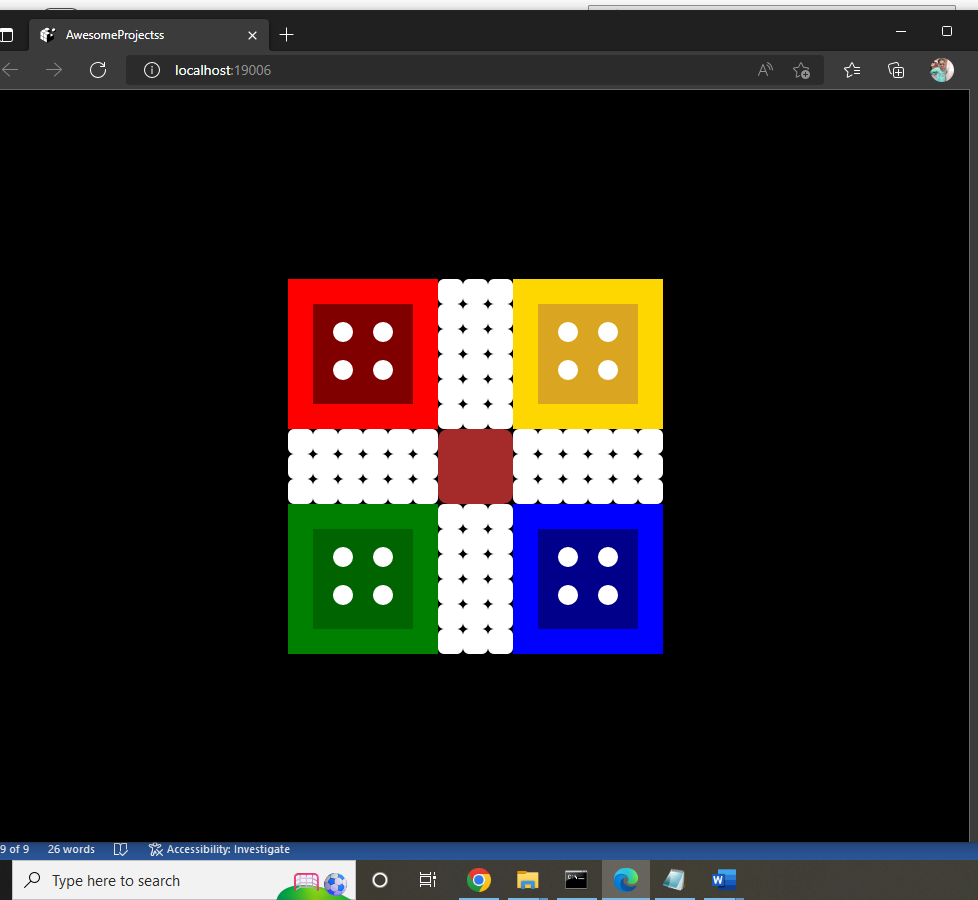 AwesomeProjectss
localhost:19006
9 of 9 26 words Accessibility: Investigate
Type here to search